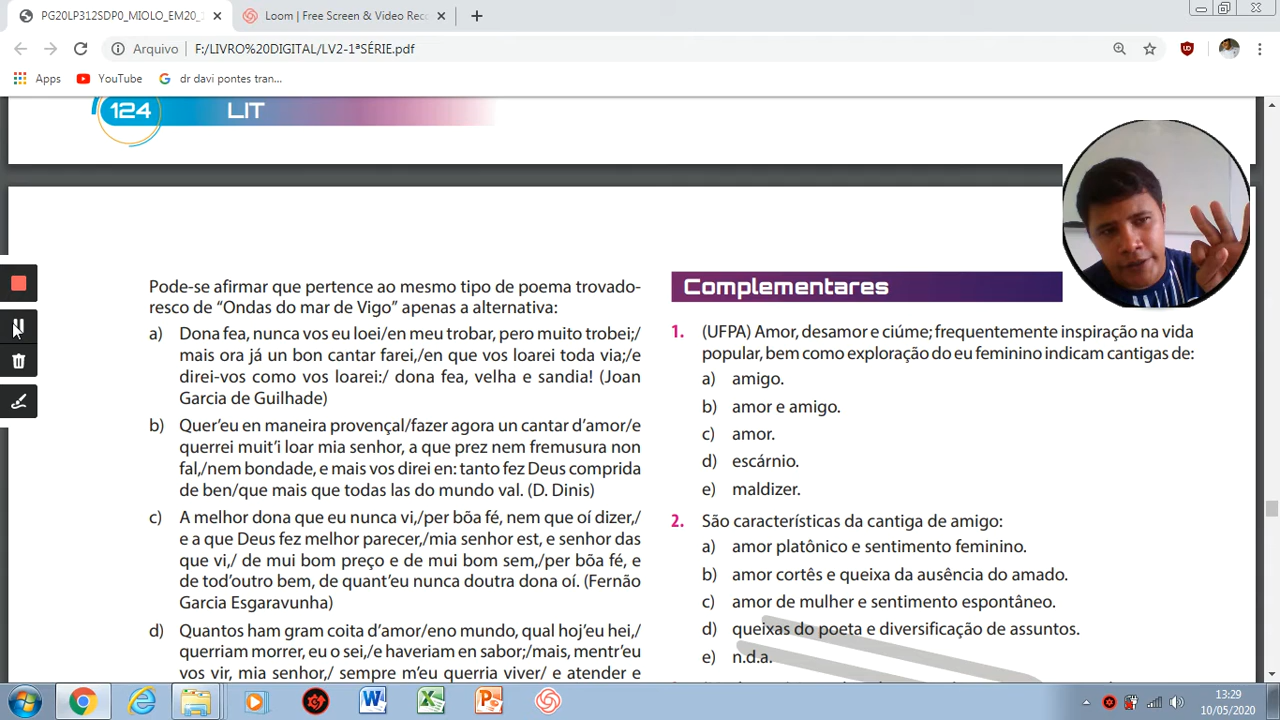 PG20LP312SDP0_MIOLO_EM20_
Loom | Free Screen & Video Rec
Arquivo | F:/LIVRO%20DIGITAL/LV2-1ªSÉRIE.pdf
Apps YouTube dr davi pontes tran...
124 LIT
Pode-se afirmar que pertence ao mesmo tipo de poema trovado-
resco de “Ondas do mar de Vigo” apenas a alternativa:
a) Dona fea, nunca vos eu loei/en meu trobar, pero muito trobei;/
mais ora já un bon cantar farei,/en que vos loarei toda via;/e
direi-vos como vos loarei:/ dona fea, velha e sandia! (Joan
Garcia de Guilhade)
b) Quer’eu en maneira provençal/fazer agora un cantar d’amor/e
querrei muit’i loar mia senhor, a que prez nem fremusura non
fal,/nem bondade, e mais vos direi en: tanto fez Deus comprida
de ben/que mais que todas las do mundo val. (D. Dinis)
c) A melhor dona que eu nunca vi,/per bõa fé, nem que oí dizer,/
e a que Deus fez melhor parecer,/mia senhor est, e senhor das
que vi,/ de mui bom preço e de mui bom sem,/per bõa fé, e
de tod’outro bem, de quant’eu nunca doutra dona oí. (Fernão
Garcia Esgaravunha)
d) Quantos ham gram coita d’amor/eno mundo, qual hoj’eu hei,/
querriam morrer, eu o sei,/e haveriam en sabor;/mais, mentr’eu
vos vir, mia senhor,/ sempre m’eu querria viver/ e atender e
Complementares
1. (UFPA) Amor, desamor e ciúme; frequentemente inspiração na vida
popular, bem como exploração do eu feminino indicam cantigas de:
a) amigo.
b) amor e amigo.
c) amor.
d) escárnio.
e) maldizer.
2. São características da cantiga de amigo:
a) amor platônico e sentimento feminino.
b) amor cortês e queixa da ausência do amado.
c) amor de mulher e sentimento espontâneo.
d) queixas do poeta e diversificação de assuntos.
e) n.d.a.
13:29
10/05/2020